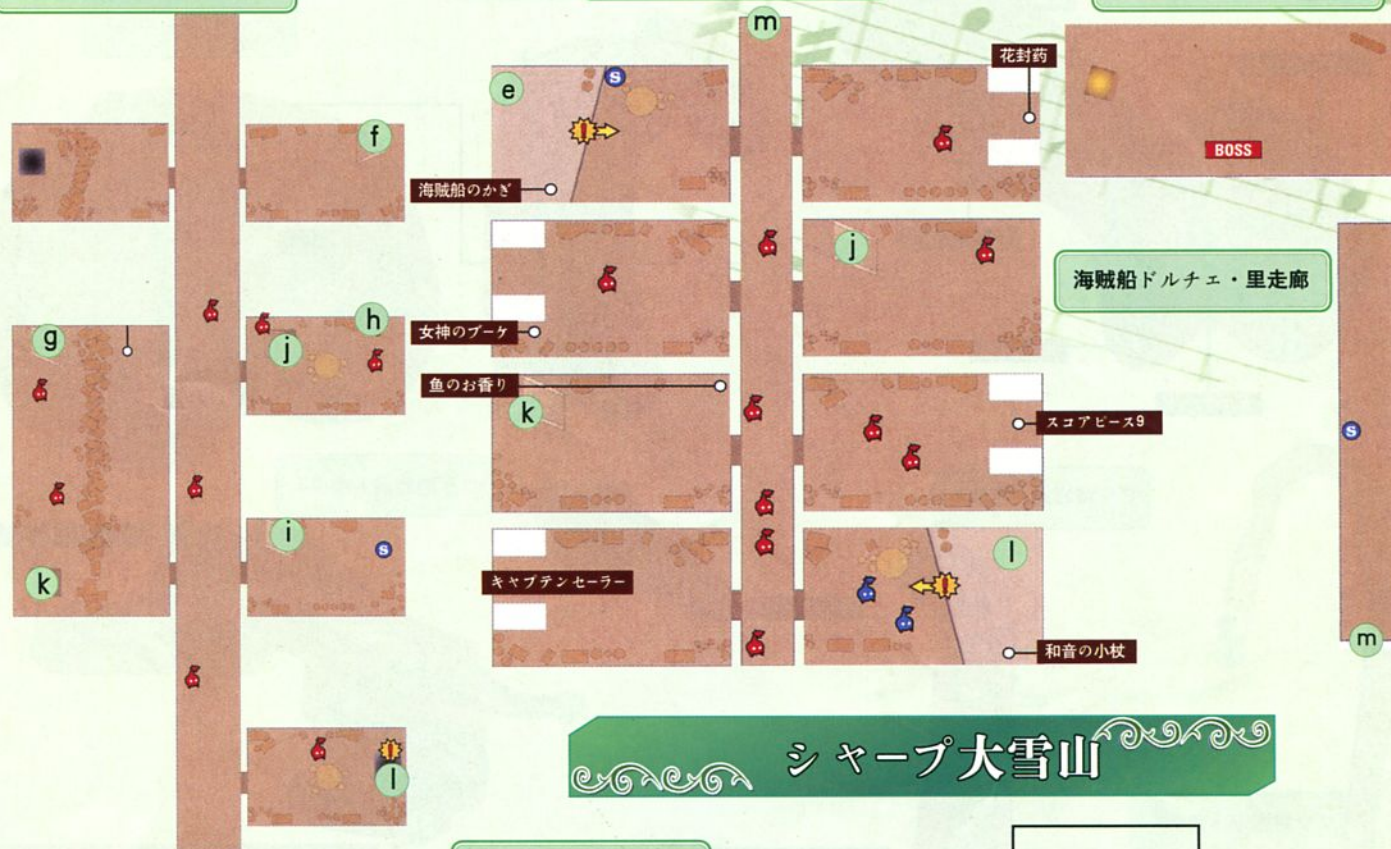 m
花封薬
e
s
f
BOSS
海賊船のかぎ
j
海賊船ドルチェ・里走廊
h
g
j
女神のブーケ
魚のお香り
k
スコアピース9
s
i
s
l
k
キャプテンセーラー
和音の小杖
m
シャープ大雪山
l